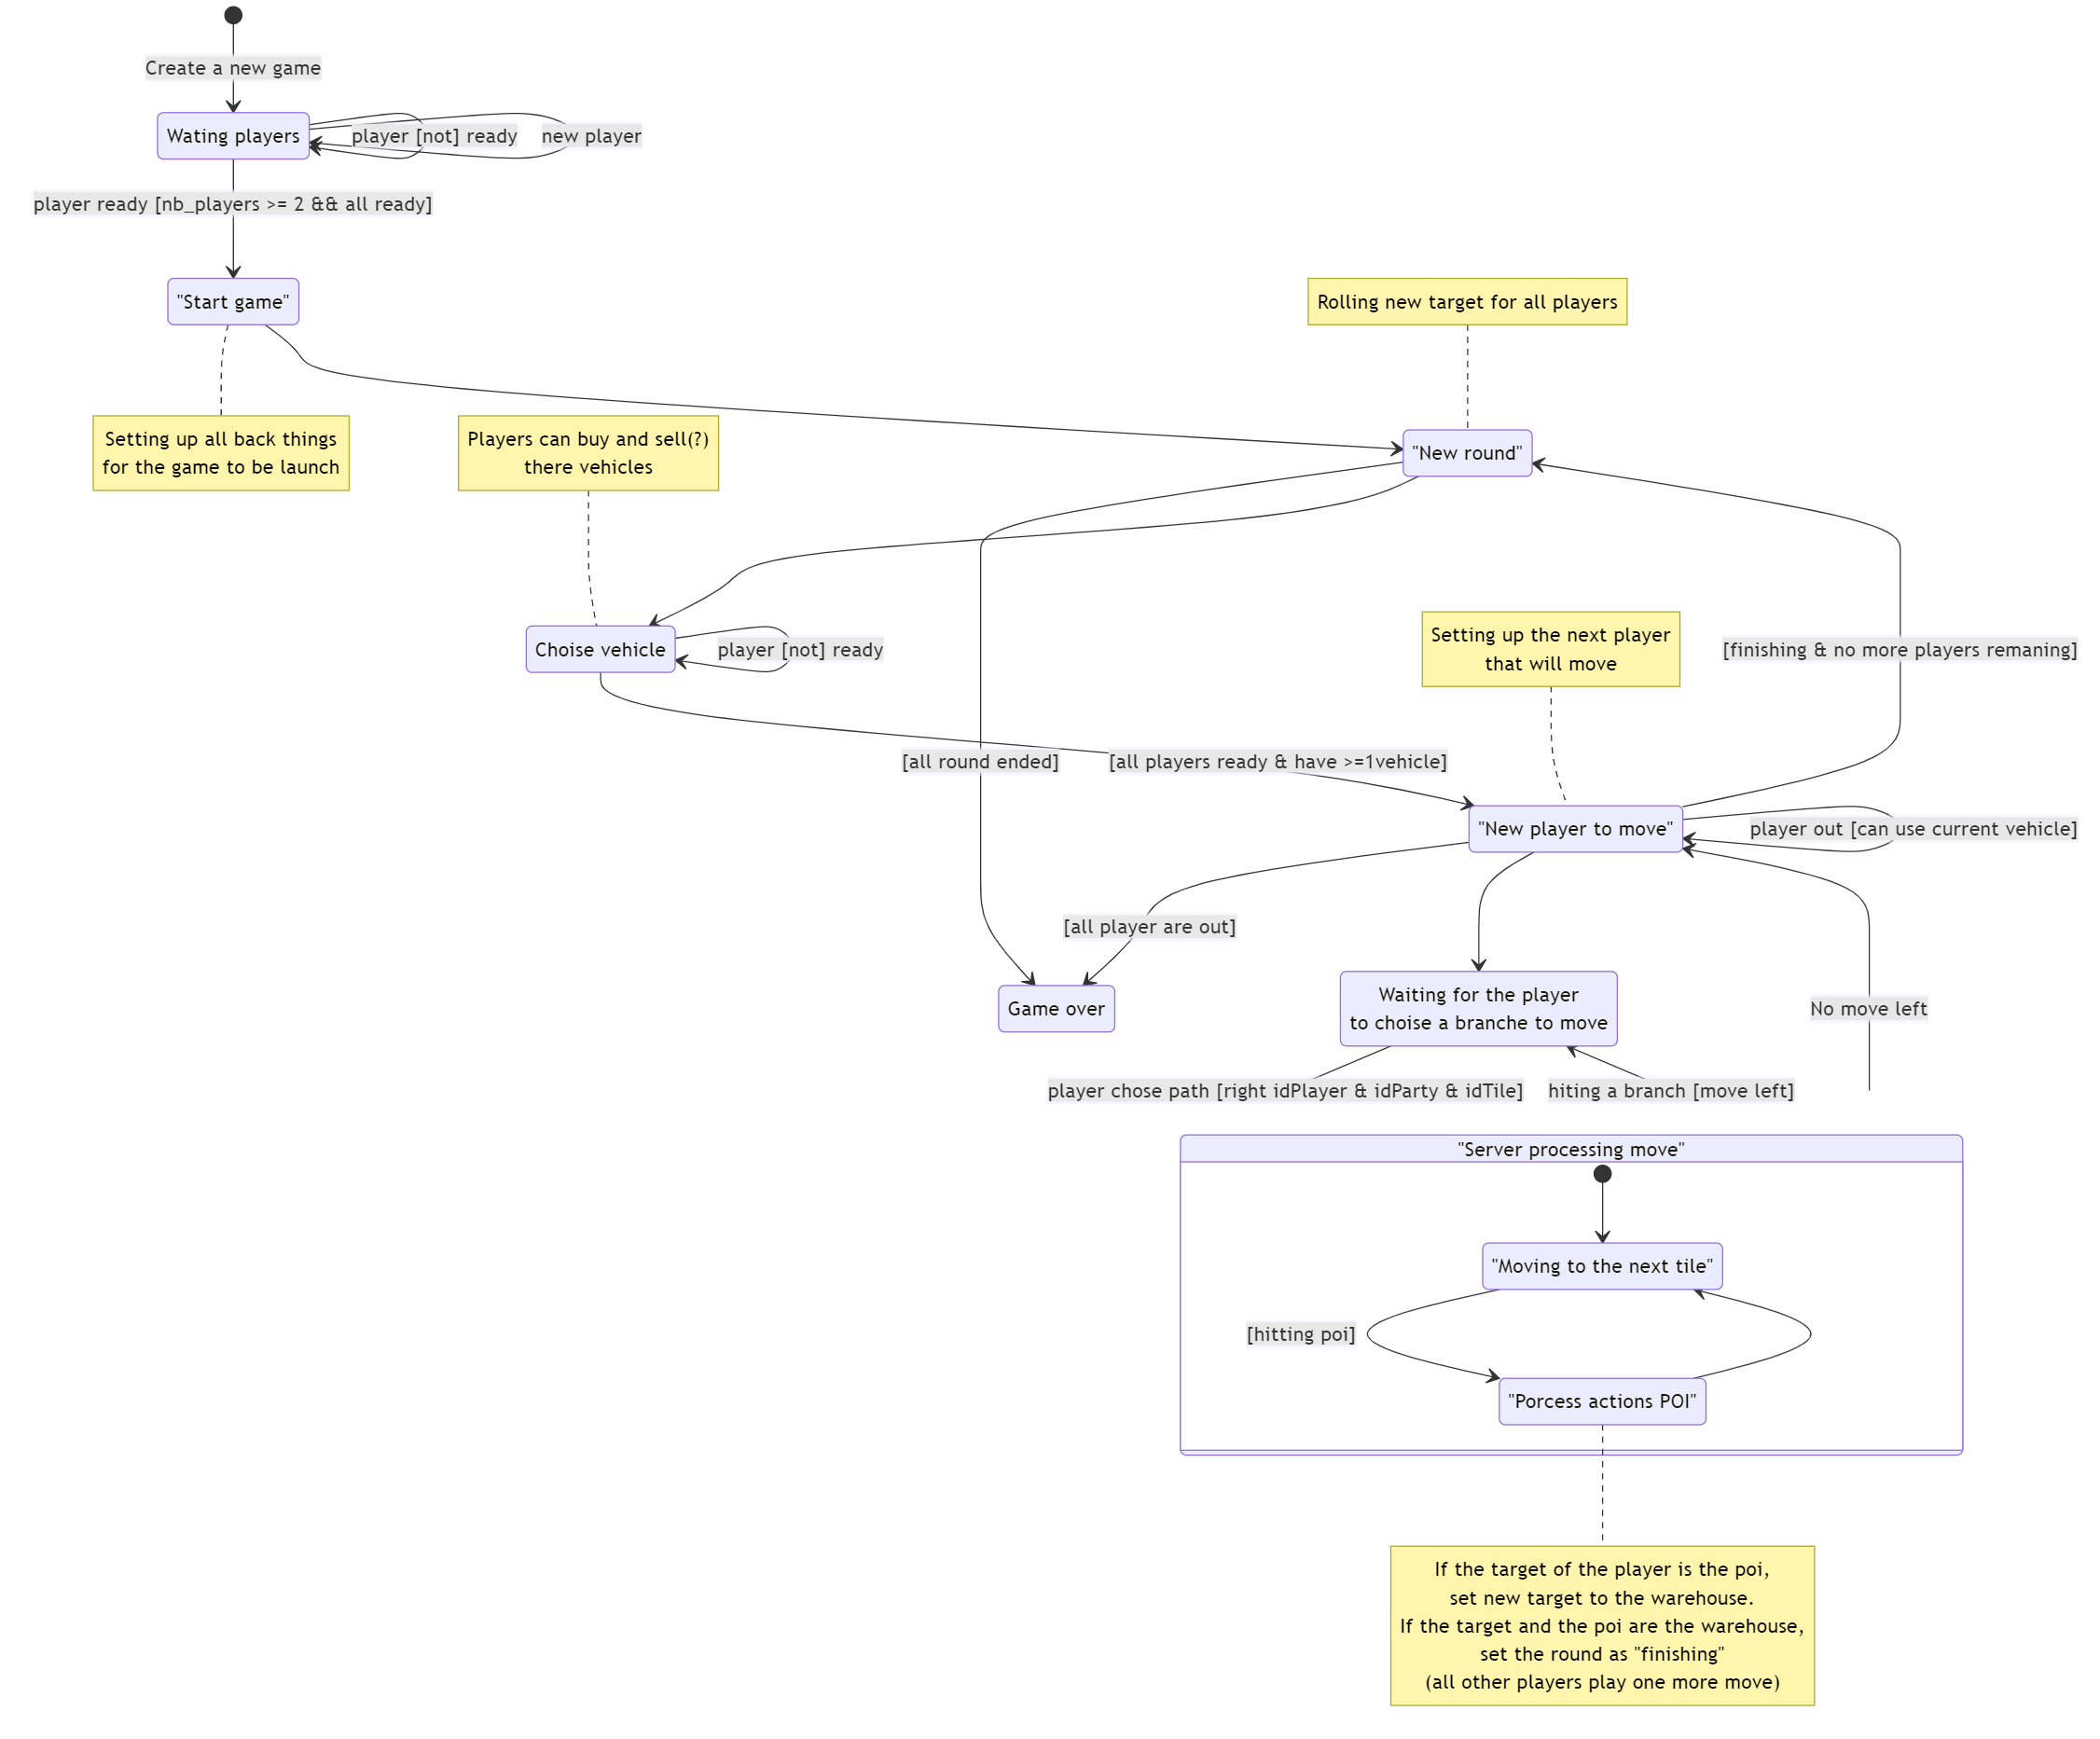 Create a new game
Wating players
player [not] ready
new player
player ready [nb_players >= 2 && all ready]
"Start game"
Rolling new target for all players
Setting up all back things
for the game to be launch
Players can buy and sell(?)
there vehicles
"New round"
Choise vehicle
player [not] ready
Setting up the next player
that will move
[finishing & no more players remaning]
[all round ended]
[all players ready & have >=1vehicle]
"New player to move"
player out [can use current vehicle]
[all player are out]
Game over
Waiting for the player
to choise a branche to move
No move left
player chose path [right idPlayer & idParty & idTile]
hiting a branch [move left]
"Server processing move"
"Moving to the next tile"
[hitting poi]
"Porcess actions POI"
If the target of the player is the poi,
set new target to the warehouse.
If the target and the poi are the warehouse,
set the round as "finishing"
(all other players play one more move)